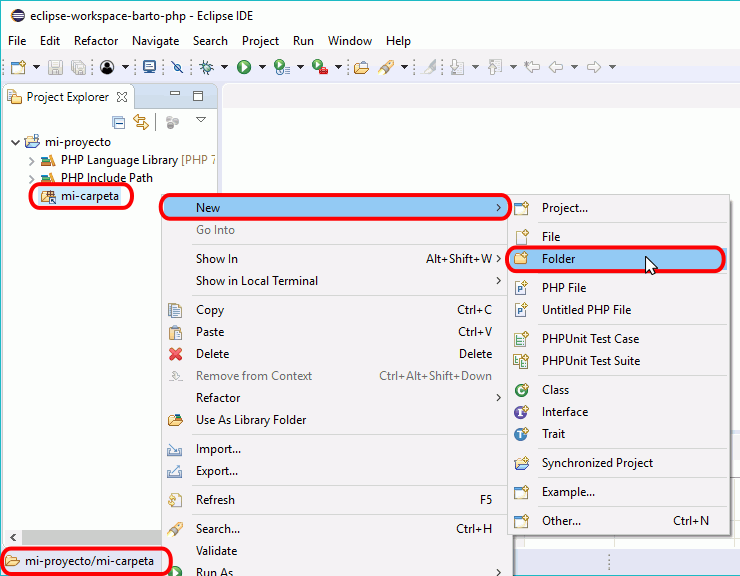 eclipse-workspace-barto-php - Eclipse IDE
File Edit Refactor Navigate Search Project Run Window Help
Project Explorer
mi-proyecto
PHP Language Library [PHP 7
PHP Include Path
mi-carpeta
New
Go Into
Show In Alt+Shift+W
Show in Local Terminal
Copy Ctrl+C
Paste Ctrl+V
Delete Delete
Remove from Context Ctrl+Alt+Shift+Down
Refactor
Use As Library Folder
Import...
Export...
Refresh F5
Search... Ctrl+H
Validate
Run As
Project...
File
Folder
PHP File
Untitled PHP File
PHPUnit Test Case
PHPUnit Test Suite
Class
Interface
Trait
Synchronized Project
Example...
Other... Ctrl+N
mi-proyecto/mi-carpeta